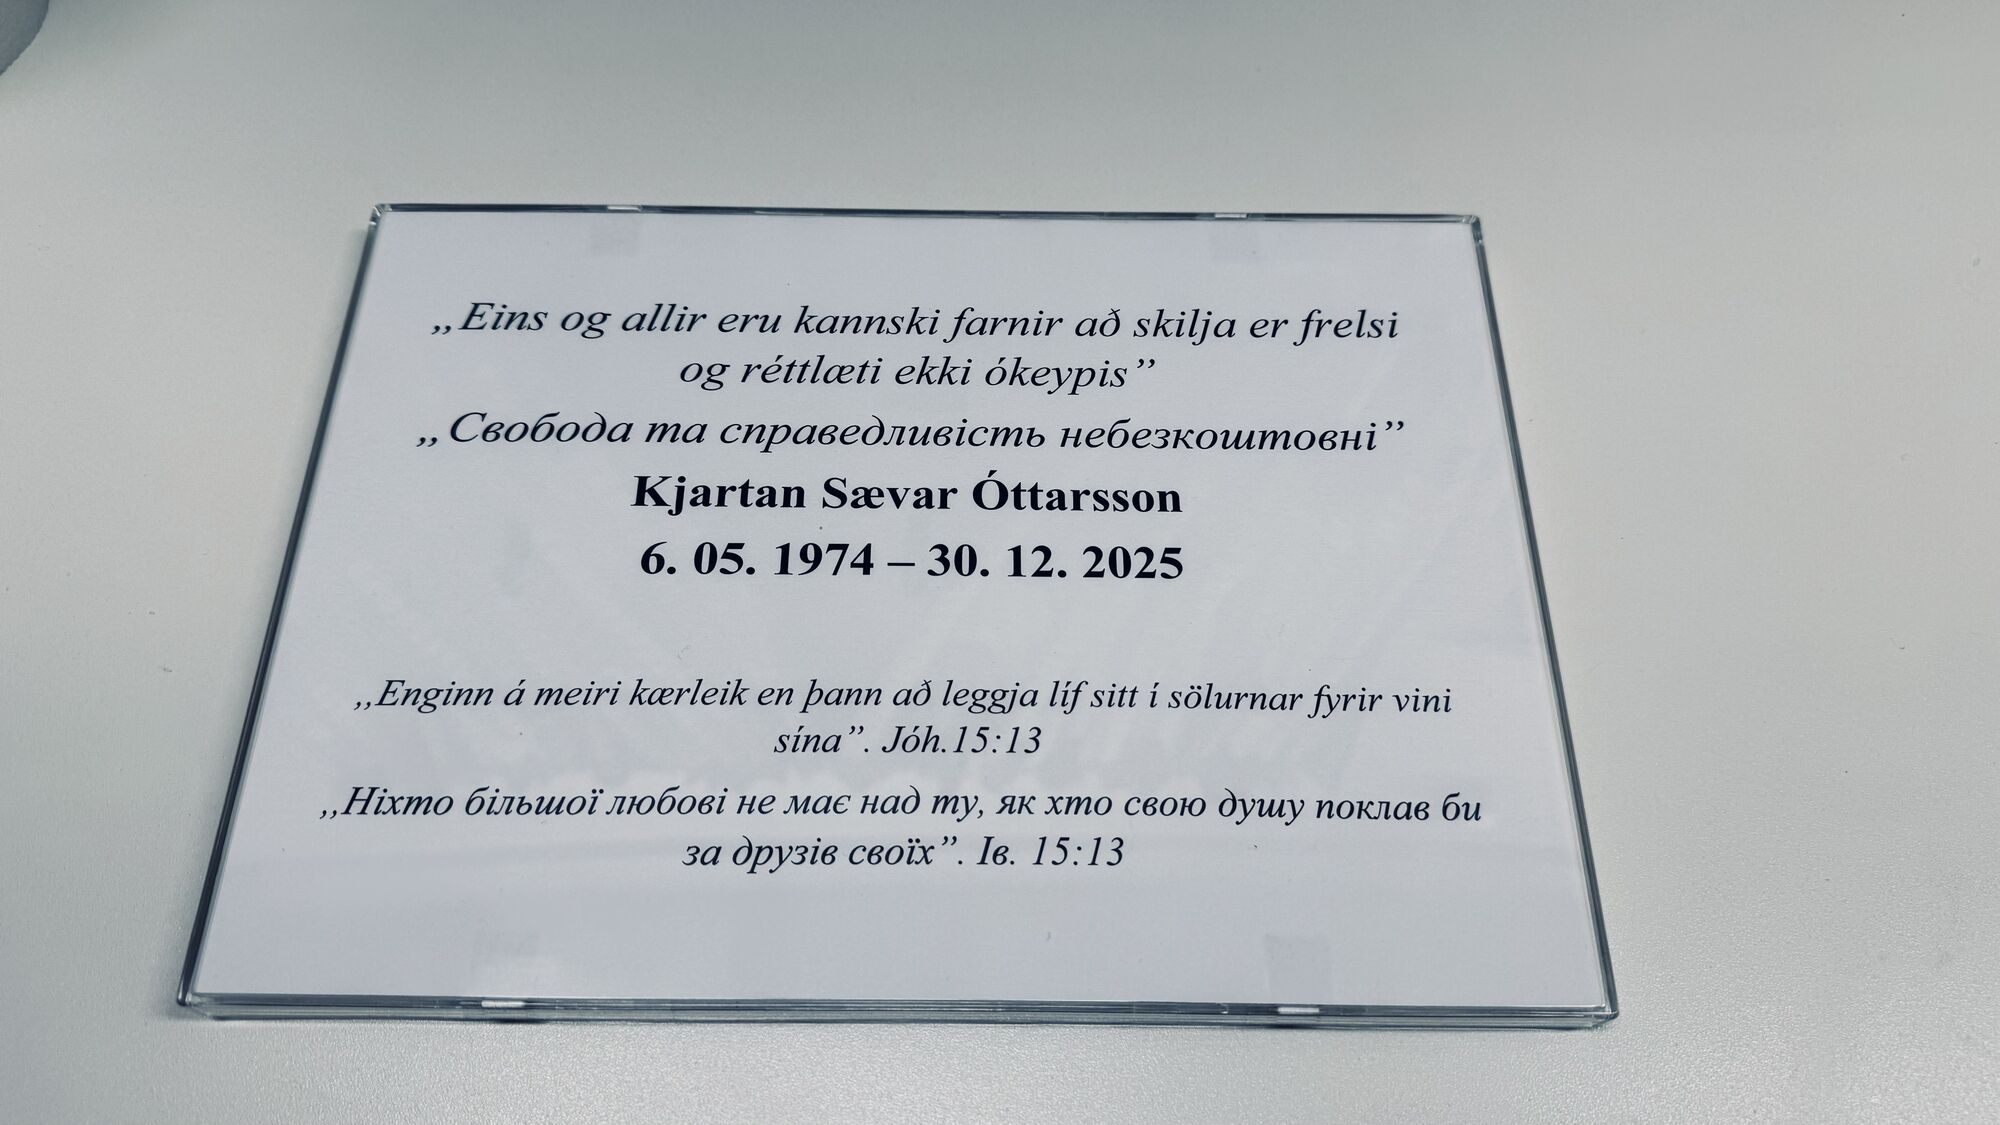 „Eins og allir eru kannski farnir að skilja er frelsi
og réttlæti ekki ókeypis”
„Свобода та справедливість небезкоштовні”
Kjartan Sævar Óttarsson
6. 05. 1974 – 30. 12. 2025
,,Enginn á meiri kærleik en þann að leggja líf sitt í sölurnar fyrir vini
sína”. Jóh.15:13
,,Ніхто більшої любові не має над ту, як хто свою душу поклав би
за друзів своїх”. Ів. 15:13